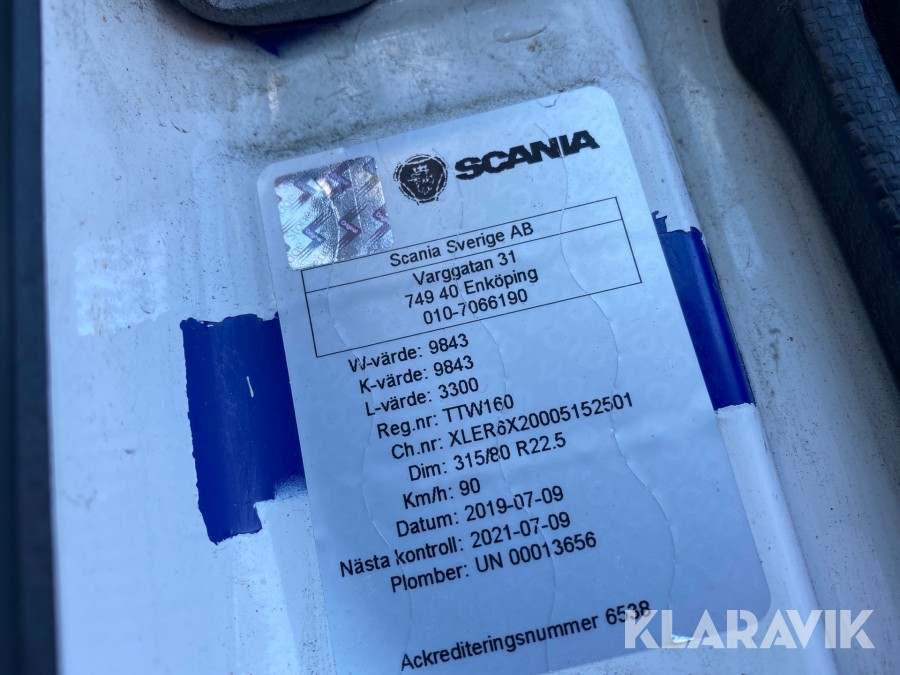 SCANIA
Scania Sverige AB
Varggatan 31
749 40 Enköping
010-7066190
W-värde: 9843
K-värde: 9843
L-värde: 3300
Reg.nr: TTW160
Ch.nr: XLER6X20005152501
Dim: 315/80 R22.5
Km/h: 90
Datum: 2019-07-09
Nästa kontroll: 2021-07-09
Plomber: UN 00013656
Ackrediteringsnummer 6538
KLARAVIK